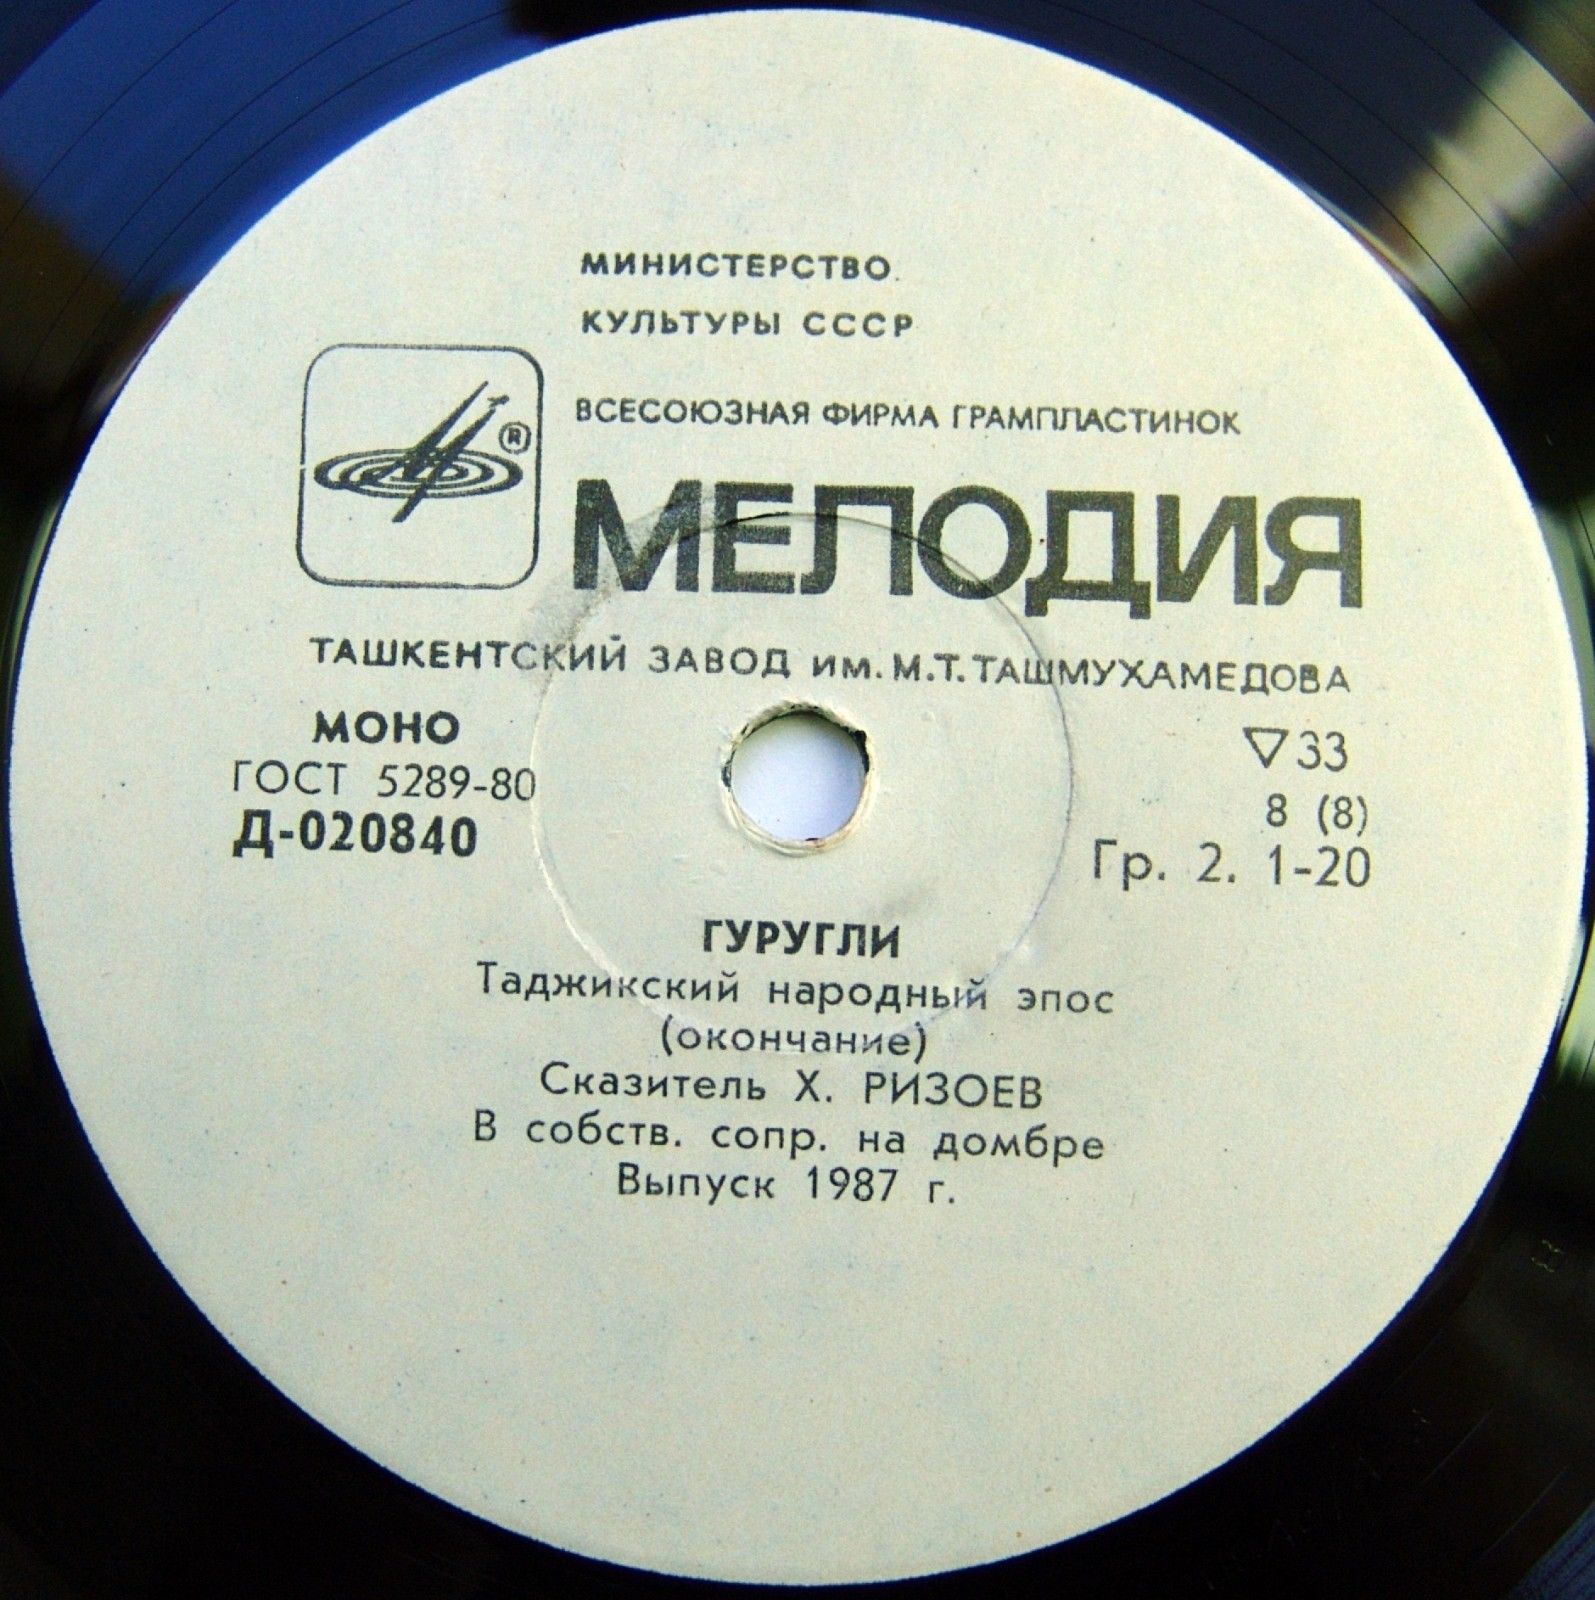 МИНИСТЕРСТВО
КУЛЬТУРЫ СССР
ВСЕСОЮЗНАЯ ФИРМА ГРАМПЛАСТИНОК
®
МЕЛОДИЯ
ТАШКЕНТСКИЙ ЗАВОД им. М.Т.ТАШМУХАМЕДОВА
МОНО
ГОСТ 5289-80
Д-020840
▽33
8 (8)
Гр. 2. 1-20
ГУРУГЛИ
Таджикский народный эпос
(окончание)
Сказитель Х. РИЗОЕВ
В собств. сопр. на домбре
Выпуск 1987 г.